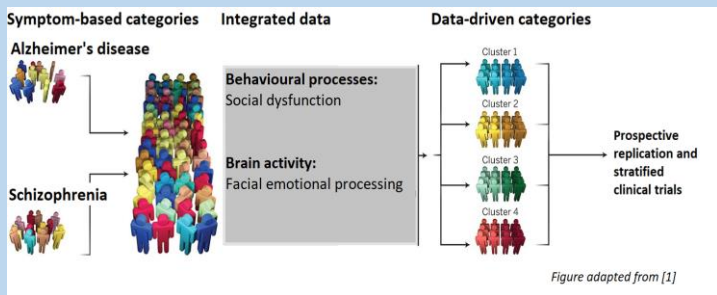 Symptom-based categories
Integrated data
Data-driven categories
Alzheimer's disease
Schizophrenia
Behavioural processes:
Social dysfunction
Brain activity:
Facial emotional processing
Cluster 1
Cluster 2
Cluster 3
Cluster 4
Prospective
replication and
stratified
clinical trials
Figure adapted from [1]